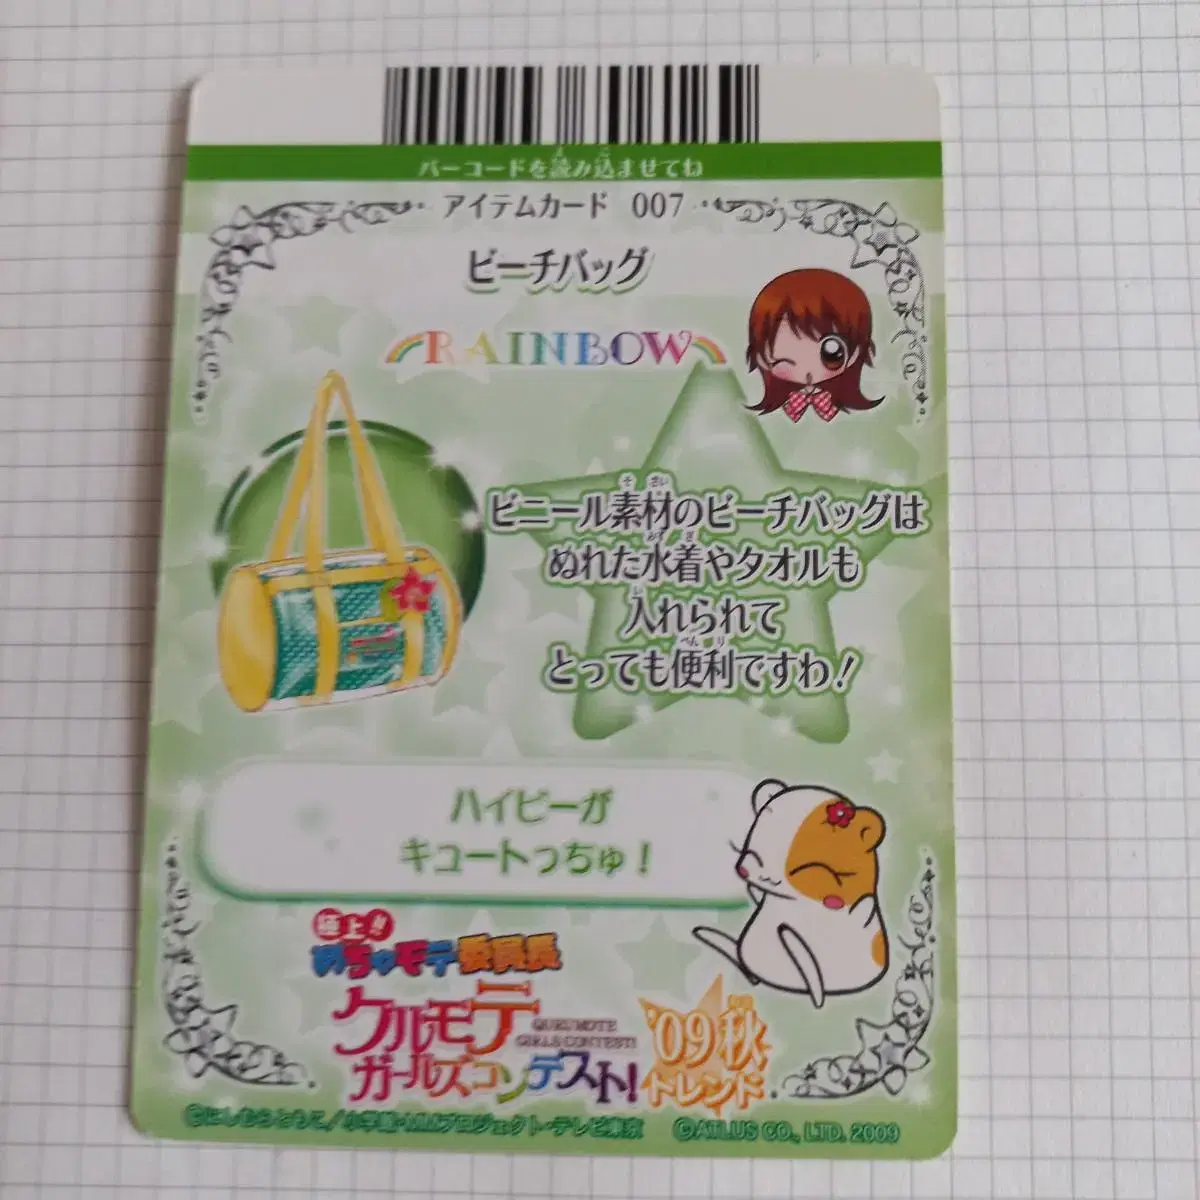 バーコードを読み込ませてね
アイテムカード 007
ビーチバッグ
RAINBOW
ビニール素材のビーチバッグは
ぬれた水着やタオルも
入れられて
とっても便利ですわ!
ハイビーが
キュートっちゅ!
極上!!
めちゃモテ委員長
クルモテ
QURUMOTE
GIRLS CONTEST!
ガールズコンテスト!
'09秋
トレンド
©にしむらともこ/小学館・MMプロジェクト・テレビ東京 ©ATLUS CO., LTD. 2009